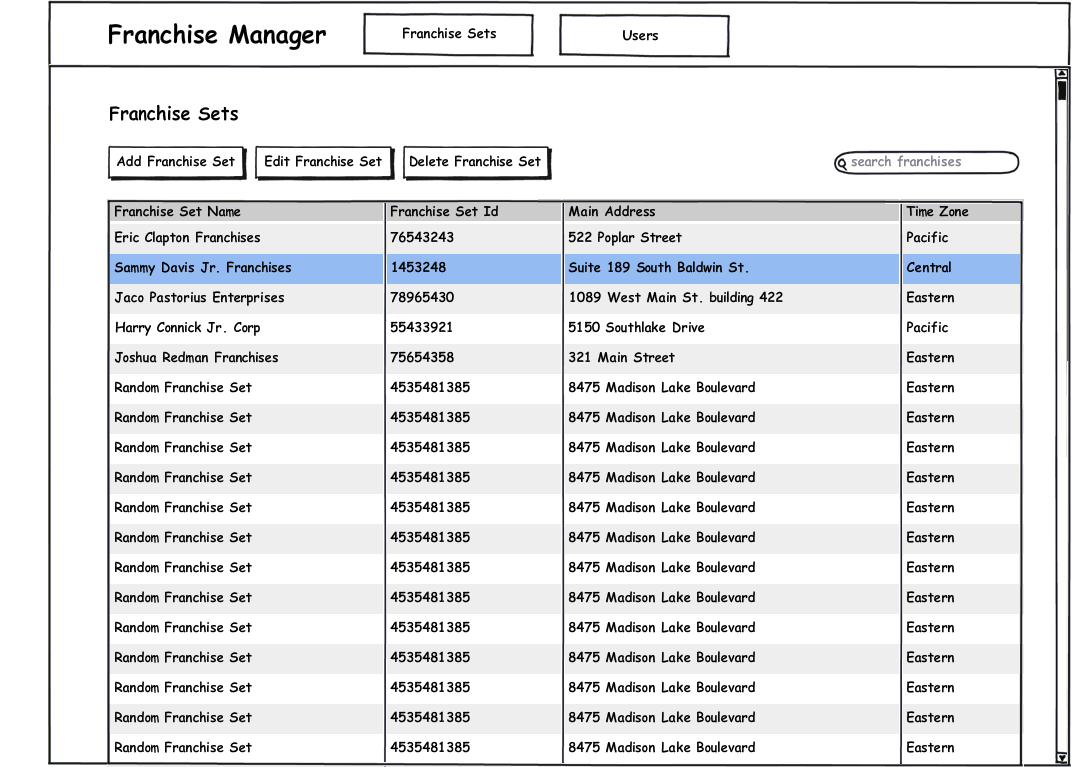 Franchise Manager Franchise Sets Users
Franchise Sets
Add Franchise Set Edit Franchise Set Delete Franchise Set search franchises
Franchise Set Name Franchise Set Id Main Address Time Zone
Eric Clapton Franchises 76543243 522 Poplar Street Pacific
Sammy Davis Jr. Franchises 1453248 Suite 189 South Baldwin St. Central
Jaco Pastorius Enterprises 78965430 1089 West Main St. building 422 Eastern
Harry Connick Jr. Corp 55433921 5150 Southlake Drive Pacific
Joshua Redman Franchises 75654358 321 Main Street Eastern
Random Franchise Set 4535481385 8475 Madison Lake Boulevard Eastern
Random Franchise Set 4535481385 8475 Madison Lake Boulevard Eastern
Random Franchise Set 4535481385 8475 Madison Lake Boulevard Eastern
Random Franchise Set 4535481385 8475 Madison Lake Boulevard Eastern
Random Franchise Set 4535481385 8475 Madison Lake Boulevard Eastern
Random Franchise Set 4535481385 8475 Madison Lake Boulevard Eastern
Random Franchise Set 4535481385 8475 Madison Lake Boulevard Eastern
Random Franchise Set 4535481385 8475 Madison Lake Boulevard Eastern
Random Franchise Set 4535481385 8475 Madison Lake Boulevard Eastern
Random Franchise Set 4535481385 8475 Madison Lake Boulevard Eastern
Random Franchise Set 4535481385 8475 Madison Lake Boulevard Eastern
Random Franchise Set 4535481385 8475 Madison Lake Boulevard Eastern
Random Franchise Set 4535481385 8475 Madison Lake Boulevard Eastern